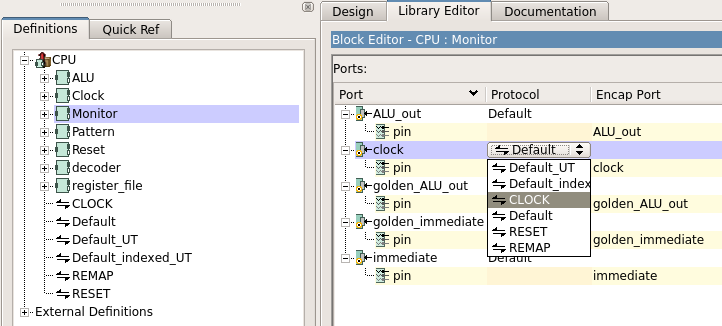 Definitions
Quick Ref
CPU
ALU
Clock
Monitor
Pattern
Reset
decoder
register_file
CLOCK
Default
Default_UT
Default_indexed_UT
REMAP
RESET
External Definitions
Design
Library Editor
Documentation
Block Editor - CPU : Monitor
Ports:
Port Protocol Encap Port
ALU_out Default
pin ALU_out
clock Default
pin clock
golden_ALU_out
pin golden_ALU_out
golden_immediate
pin golden_immediate
immediate Default
pin immediate
Default_UT
Default_index
CLOCK
Default
RESET
REMAP